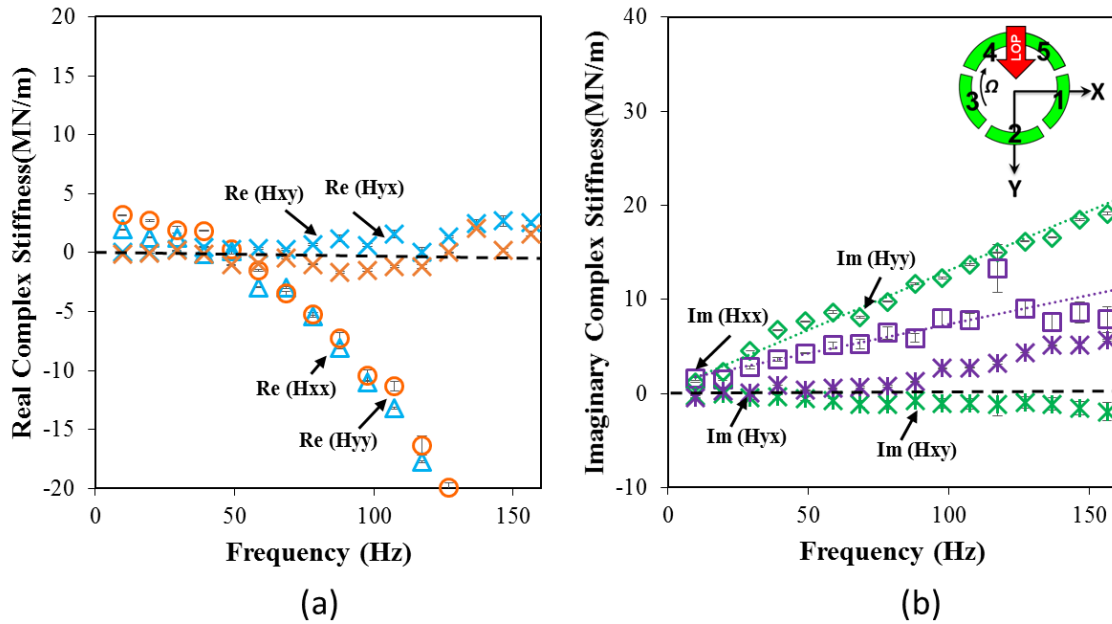 20
15
10
5
0
-5
-10
-15
-20
Real Complex Stiffness(MN/m)
Re (Hxy)
Re (Hyx)
Re (Hxx)
Re (Hyy)
0
50
100
150
Frequency (Hz)
(a)
40
30
20
10
0
-10
Imaginary Complex Stiffness(MN/m)
LOP
4
5
3
Ω
1
2
X
Y
Im (Hyy)
Im (Hxx)
Im (Hyx)
Im (Hxy)
0
50
100
150
Frequency (Hz)
(b)